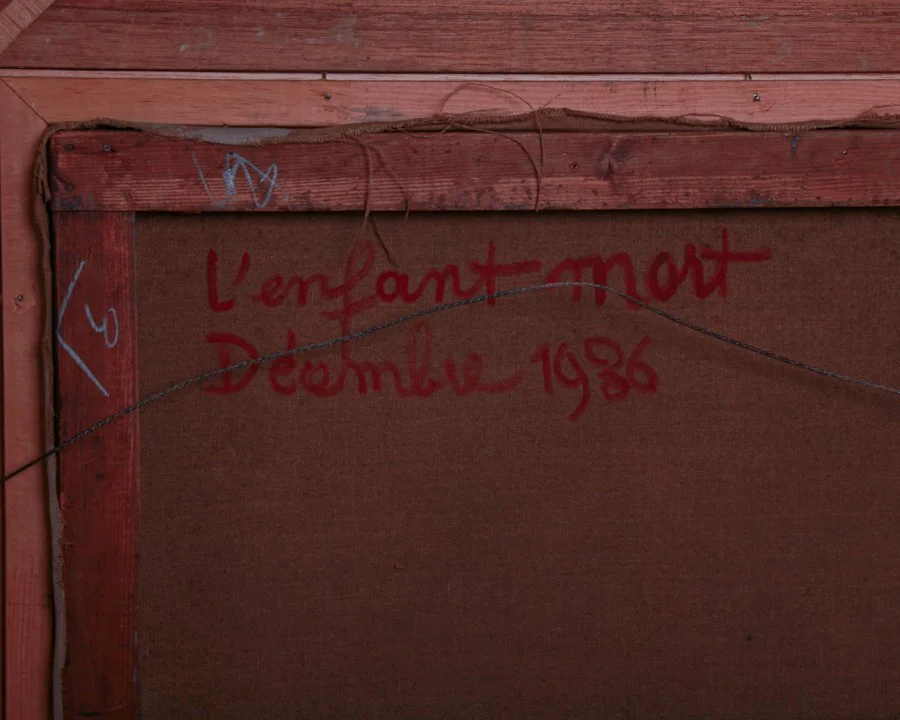 L'enfant mort
Décembre 1936